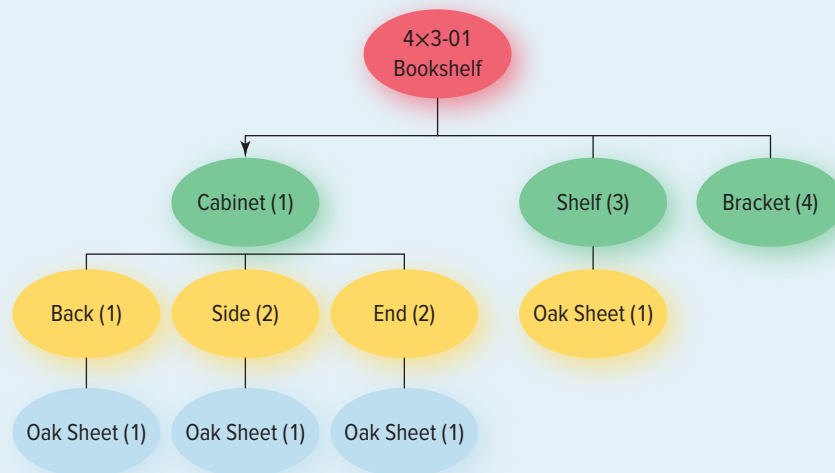 4×3-01
Bookshelf
Cabinet (1)
Shelf (3)
Bracket (4)
Back (1)
Side (2)
End (2)
Oak Sheet (1)
Oak Sheet (1)
Oak Sheet (1)
Oak Sheet (1)